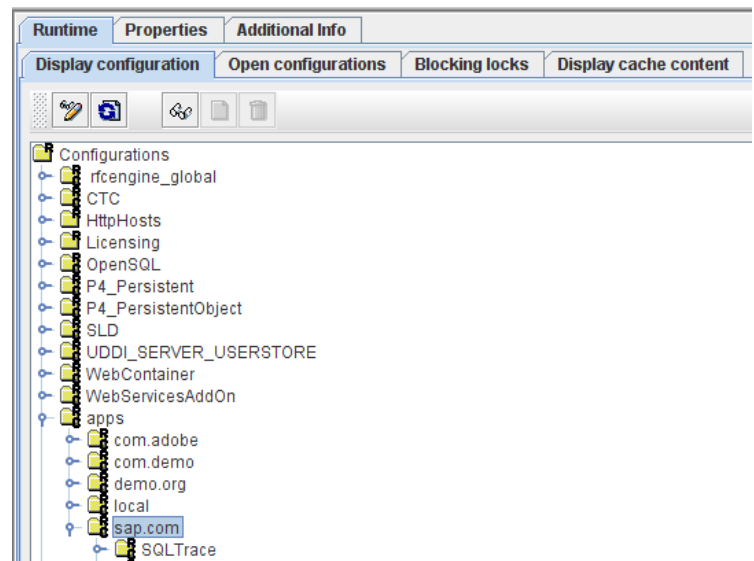 Runtime Properties Additional Info
Display configuration Open configurations Blocking locks Display cache content
Configurations
rfcengine_global
CTC
HttpHosts
Licensing
OpenSQL
P4_Persistent
P4_PersistentObject
SLD
UDDI_SERVER_USERSTORE
WebContainer
WebServicesAddOn
apps
com.adobe
com.demo
demo.org
local
sap.com
SQLTrace